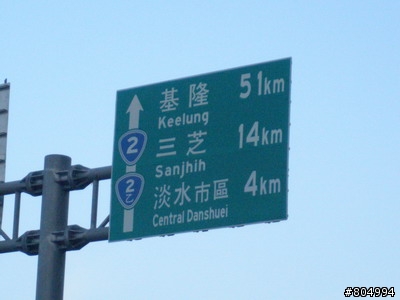 基隆 51km
Keelung
2
三芝 14km
Sanjhih
2乙
淡水市區 4km
Central Danshuei
#804994